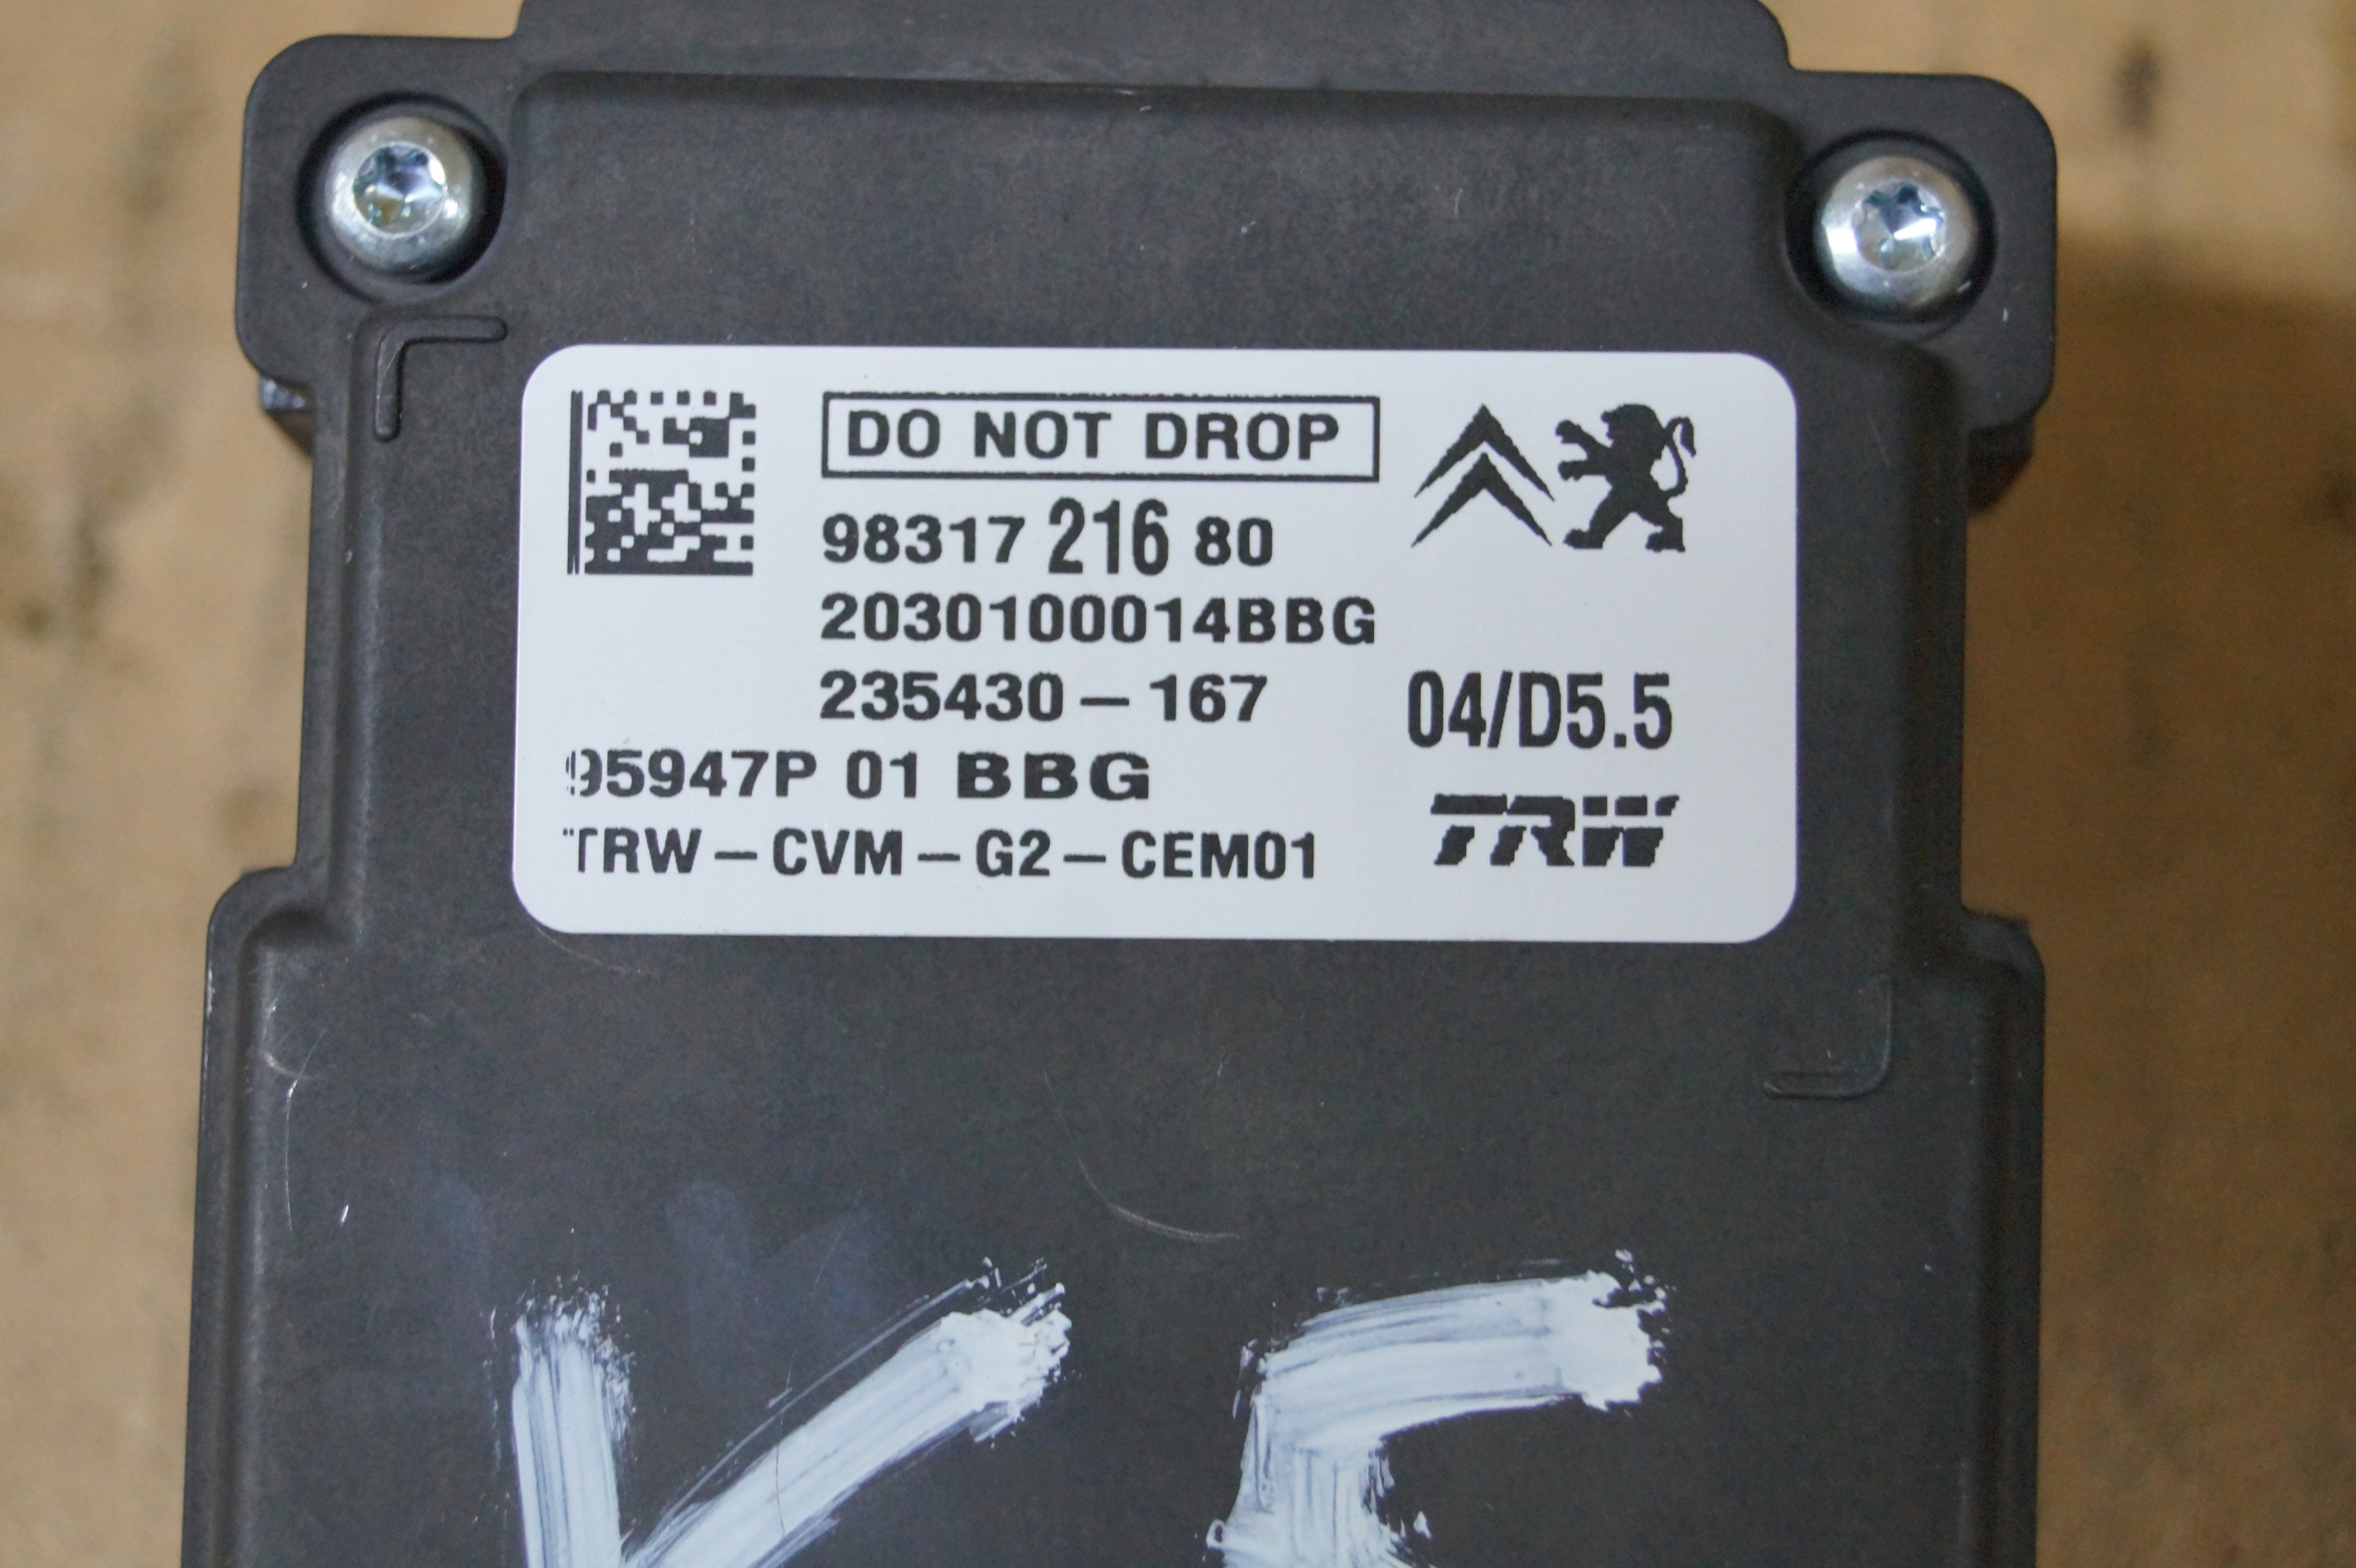 DO NOT DROP
98317 216 80
2030100014BBG
235430-167
04/D5.5
95947P 01 BBG
TRW-CVM-G2-CEM01
TRW